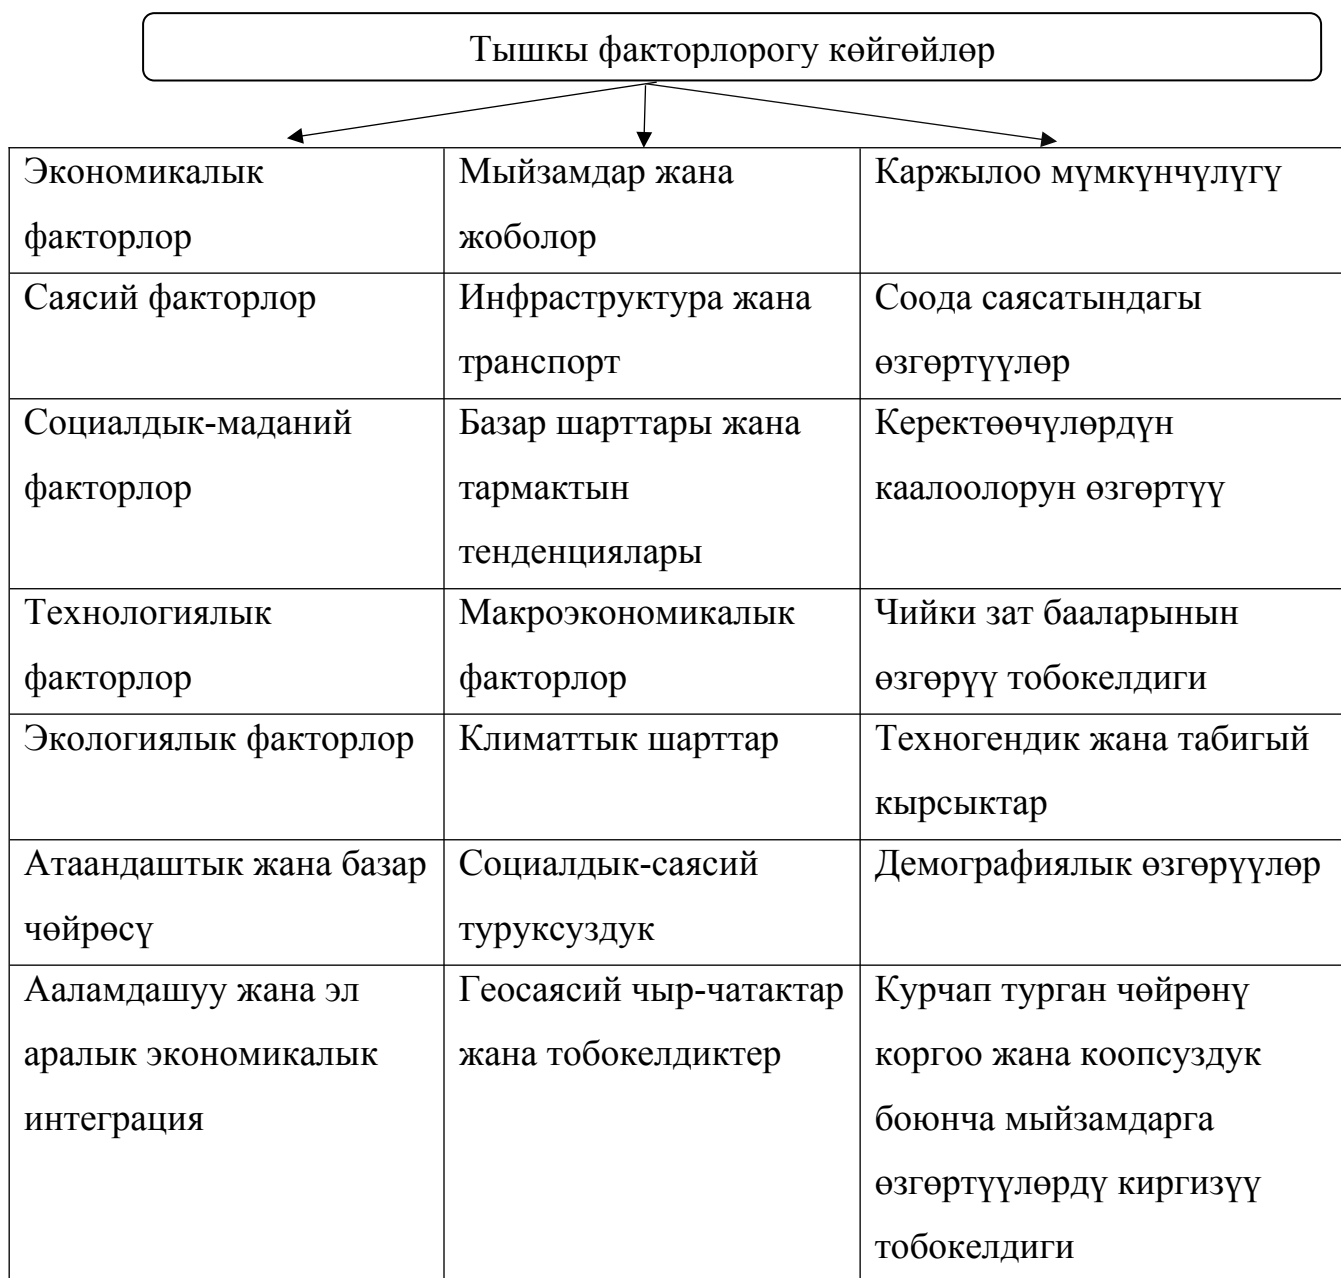 Тышкы факторлорогу көйгөйлөр
Экономикалык
факторлор
Мыйзамдар жана
жоболор
Каржылоо мүмкүнчүлүгү
Саясий факторлор
Инфраструктура жана
транспорт
Соода саясатындагы
өзгөртүүлөр
Социалдык-маданий
факторлор
Базар шарттары жана
тармактын
тенденциялары
Керектөөчүлөрдүн
каалоолорун өзгөртүү
Технологиялык
факторлор
Макроэкономикалык
факторлор
Чийки зат бааларынын
өзгөрүү тобокелдиги
Экологиялык факторлор
Климаттык шарттар
Техногендик жана табигый
кырсыктар
Атаандаштык жана базар
чөйрөсү
Социалдык-саясий
туруксуздук
Демографиялык өзгөрүүлөр
Ааламдашуу жана эл
аралык экономикалык
интеграция
Геосаясий чыр-чатактар
жана тобокелдиктер
Курчап турган чөйрөнү
коргоо жана коопсуздук
боюнча мыйзамдарга
өзгөртүүлөрдү киргизүү
тобокелдиги